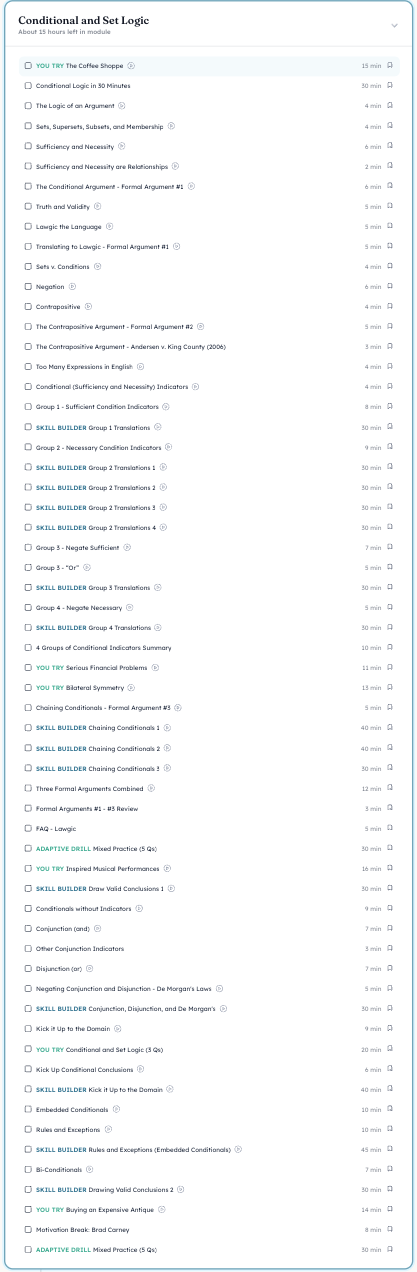 Conditional and Set Logic
About 15 hours left in module
YOU TRY The Coffee Shoppe 15 min
Conditional Logic in 30 Minutes 30 min
The Logic of an Argument 4 min
Sets, Supersets, Subsets, and Membership 4 min
Sufficiency and Necessity 6 min
Sufficiency and Necessity are Relationships 2 min
The Conditional Argument - Formal Argument #1 6 min
Truth and Validity 5 min
Lawgic the Language 5 min
Translating to Lawgic - Formal Argument #1 5 min
Sets v. Conditions 4 min
Negation 6 min
Contrapositive 4 min
The Contrapositive Argument - Formal Argument #2 5 min
The Contrapositive Argument - Andersen v. King County (2006) 3 min
Too Many Expressions in English 4 min
Conditional (Sufficiency and Necessity) Indicators 4 min
Group 1 - Sufficient Condition Indicators 8 min
SKILL BUILDER Group 1 Translations 30 min
Group 2 - Necessary Condition Indicators 9 min
SKILL BUILDER Group 2 Translations 1 30 min
SKILL BUILDER Group 2 Translations 2 30 min
SKILL BUILDER Group 2 Translations 3 30 min
SKILL BUILDER Group 2 Translations 4 30 min
Group 3 - Negate Sufficient 7 min
Group 3 - "Or" 5 min
SKILL BUILDER Group 3 Translations 30 min
Group 4 - Negate Necessary 5 min
SKILL BUILDER Group 4 Translations 30 min
4 Groups of Conditional Indicators Summary 10 min
YOU TRY Serious Financial Problems 11 min
YOU TRY Bilateral Symmetry 13 min
Chaining Conditionals - Formal Argument #3 5 min
SKILL BUILDER Chaining Conditionals 1 40 min
SKILL BUILDER Chaining Conditionals 2 40 min
SKILL BUILDER Chaining Conditionals 3 30 min
Three Formal Arguments Combined 12 min
Formal Arguments #1 - #3 Review 3 min
FAQ - Lawgic 5 min
ADAPTIVE DRILL Mixed Practice (5 Qs) 30 min
YOU TRY Inspired Musical Performances 16 min
SKILL BUILDER Draw Valid Conclusions 1 30 min
Conditionals without Indicators 9 min
Conjunction (and) 7 min
Other Conjunction Indicators 3 min
Disjunction (or) 7 min
Negating Conjunction and Disjunction - De Morgan's Laws 5 min
SKILL BUILDER Conjunction, Disjunction, and De Morgan's 30 min
Kick it Up to the Domain 9 min
YOU TRY Conditional and Set Logic (3 Qs) 20 min
Kick Up Conditional Conclusions 6 min
SKILL BUILDER Kick it Up to the Domain 40 min
Embedded Conditionals 10 min
Rules and Exceptions 10 min
SKILL BUILDER Rules and Exceptions (Embedded Conditionals) 45 min
Bi-Conditionals 7 min
SKILL BUILDER Drawing Valid Conclusions 2 30 min
YOU TRY Buying an Expensive Antique 14 min
Motivation Break: Brad Carney 8 min
ADAPTIVE DRILL Mixed Practice (5 Qs) 30 min